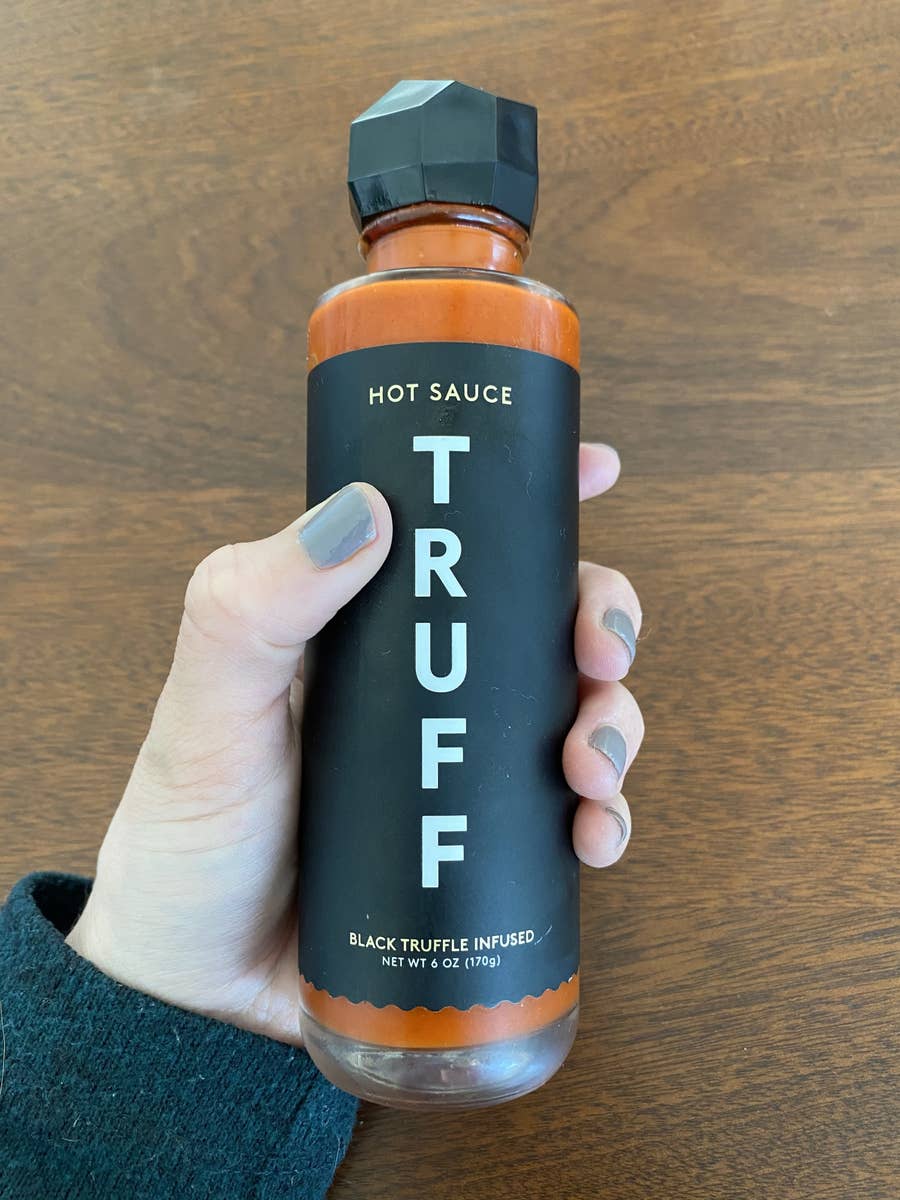 HOT SAUCE
TRUFF
BLACK TRUFFLE INFUSED
NET WT 6 OZ (170g)